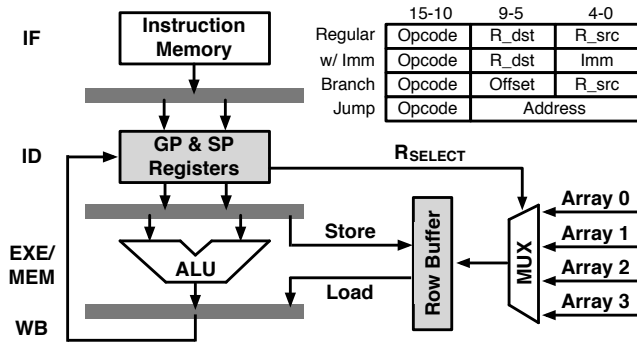 15-10 9-5 4-0
Regular Opcode R_dst R_src
w/ Imm Opcode R_dst Imm
Branch Opcode Offset R_src
Jump Opcode Address
IF
Instruction
Memory
ID
GP & SP
Registers
RSELECT
EXE/
MEM
ALU
Store
Load
Row Buffer
MUX
Array 0
Array 1
Array 2
Array 3
WB